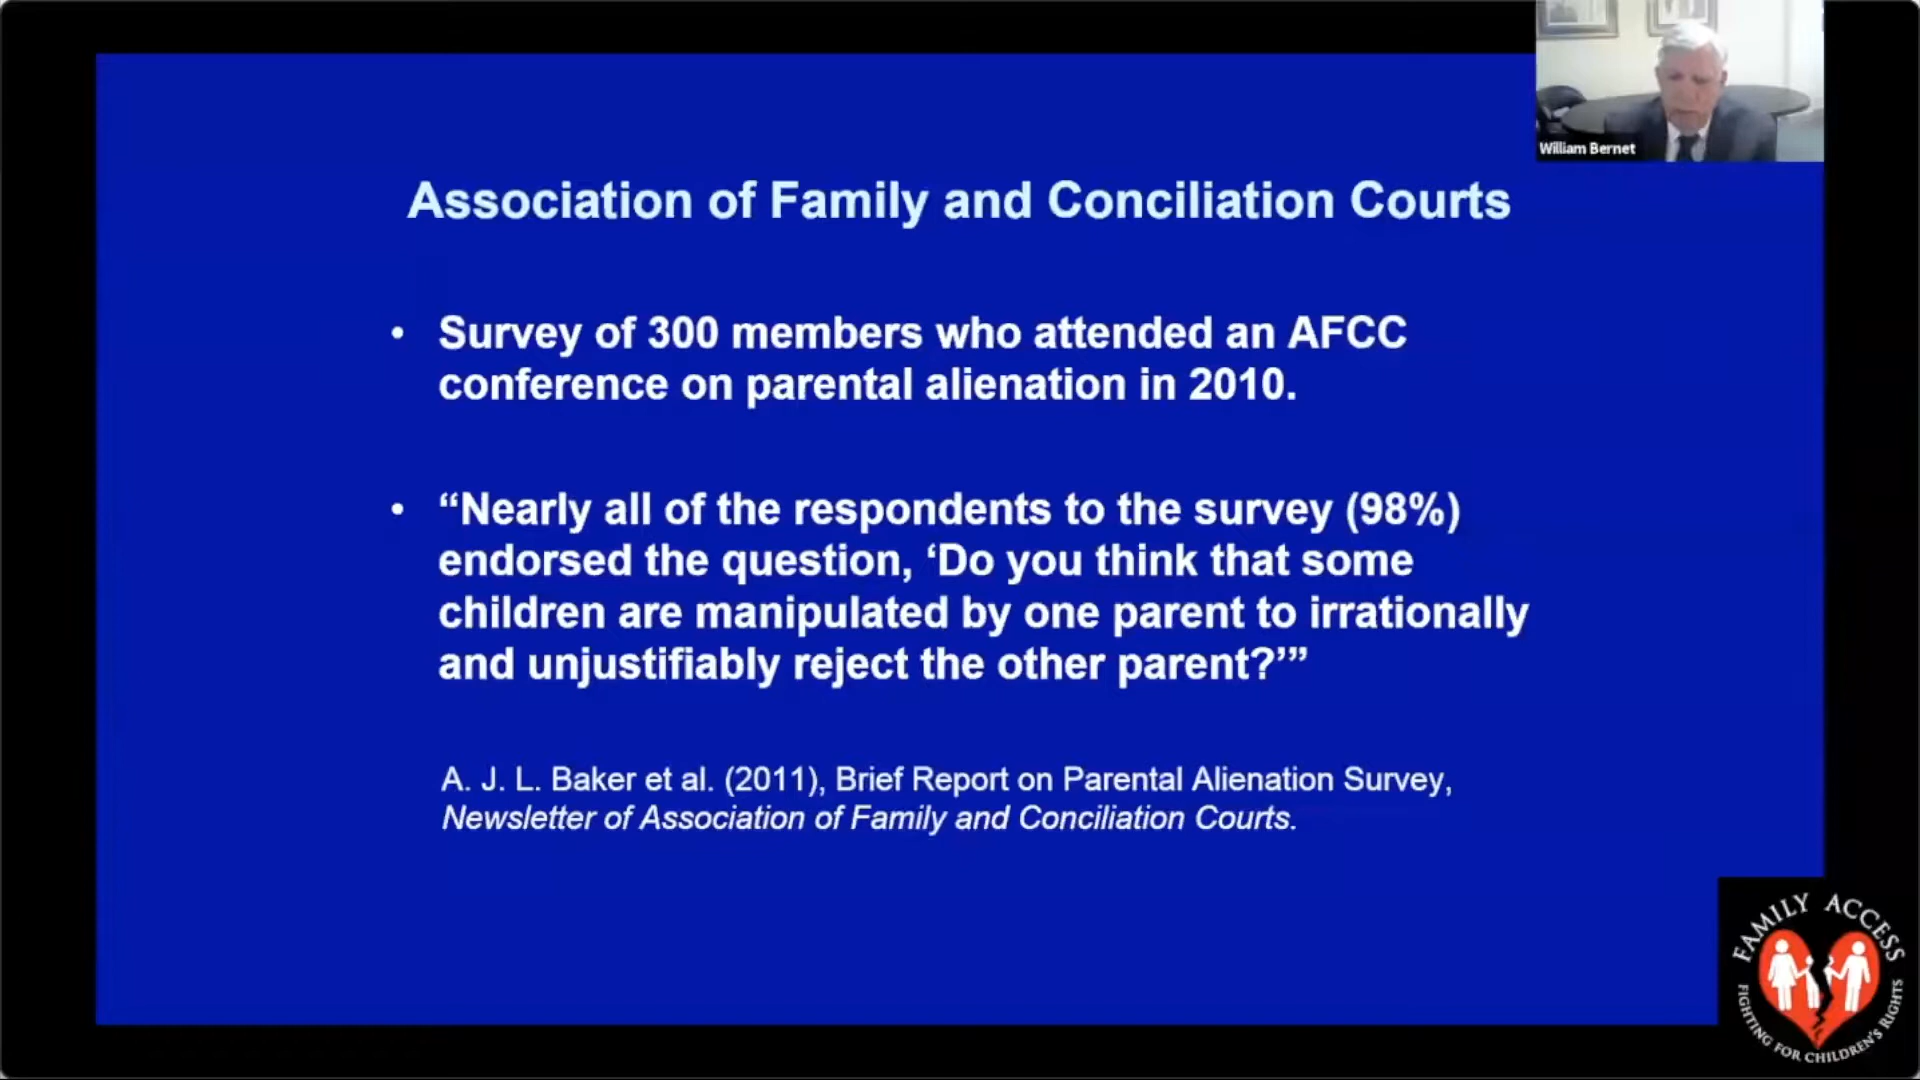 William Bernet
Association of Family and Conciliation Courts
• Survey of 300 members who attended an AFCC
conference on parental alienation in 2010.
• “Nearly all of the respondents to the survey (98%)
endorsed the question, ‘Do you think that some
children are manipulated by one parent to irrationally
and unjustifiably reject the other parent?’”
A. J. L. Baker et al. (2011), Brief Report on Parental Alienation Survey,
Newsletter of Association of Family and Conciliation Courts.
FAMILY ACCESS
FIGHTING FOR CHILDREN'S RIGHTS